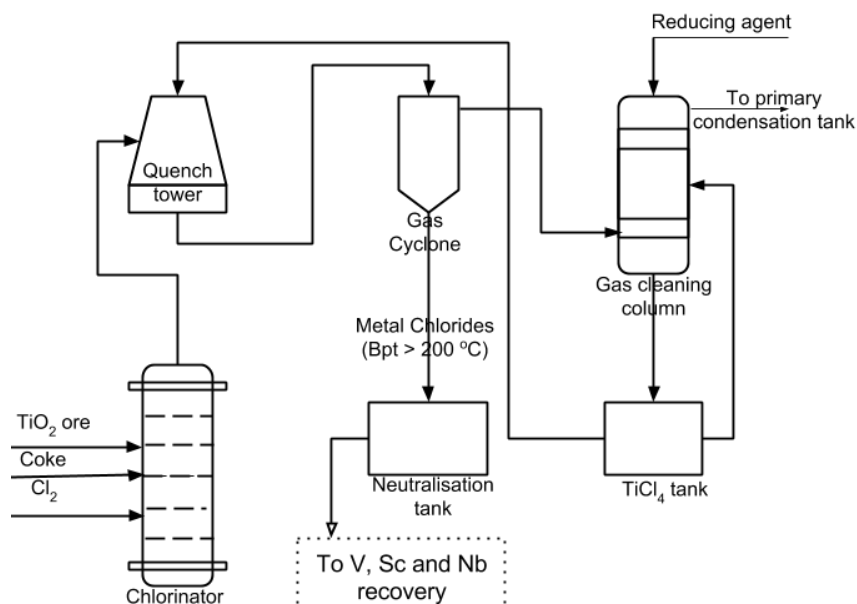 Reducing agent
To primary
condensation tank
Quench
tower
Gas
Cyclone
Gas cleaning
column
Metal Chlorides
(Bpt > 200 °C)
TiO₂ ore
Coke
Cl₂
Neutralisation
tank
TiCl₄ tank
To V, Sc and Nb
recovery
Chlorinator